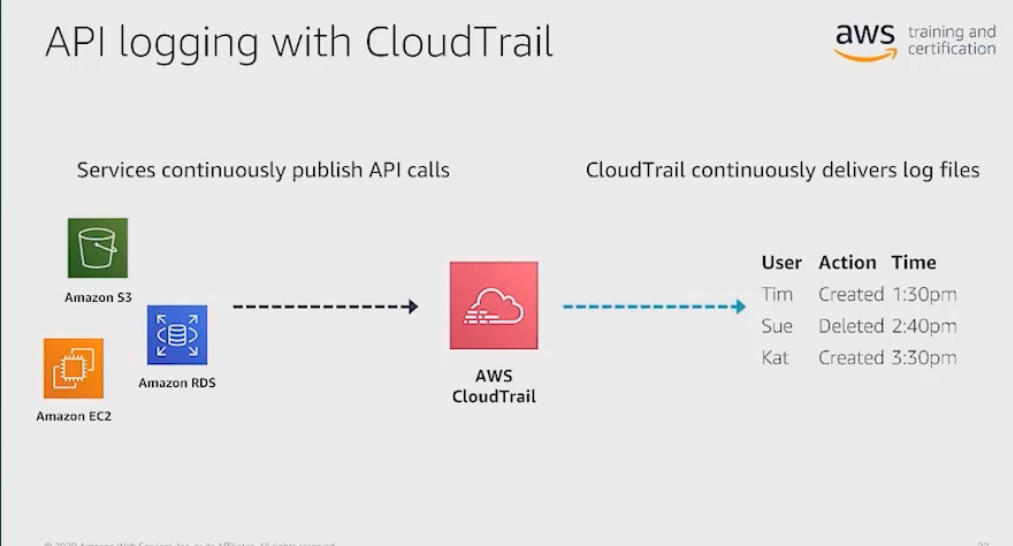 API logging with CloudTrail
aws training and
certification
Services continuously publish API calls
CloudTrail continuously delivers log files
Amazon S3
Amazon RDS
Amazon EC2
AWS
CloudTrail
User Action Time
Tim Created 1:30pm
Sue Deleted 2:40pm
Kat Created 3:30pm